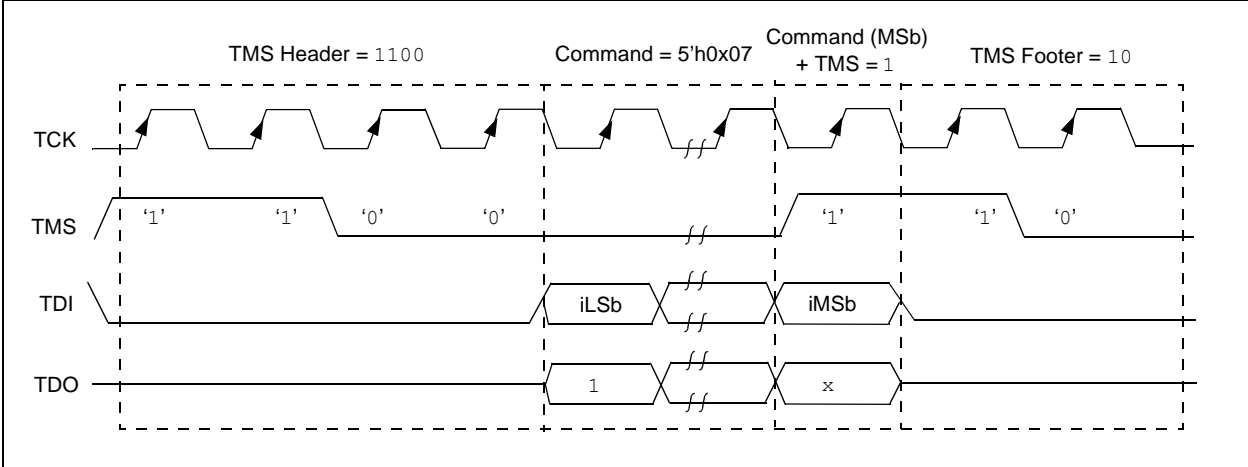 TMS Header = 1100
Command = 5'h0x07
Command (MSb)
+ TMS = 1
TMS Footer = 10
TCK
TMS
‘1’ ‘1’ ‘0’ ‘0’ ‘1’ ‘1’ ‘0’
TDI
iLSb iMSb
TDO
1 x